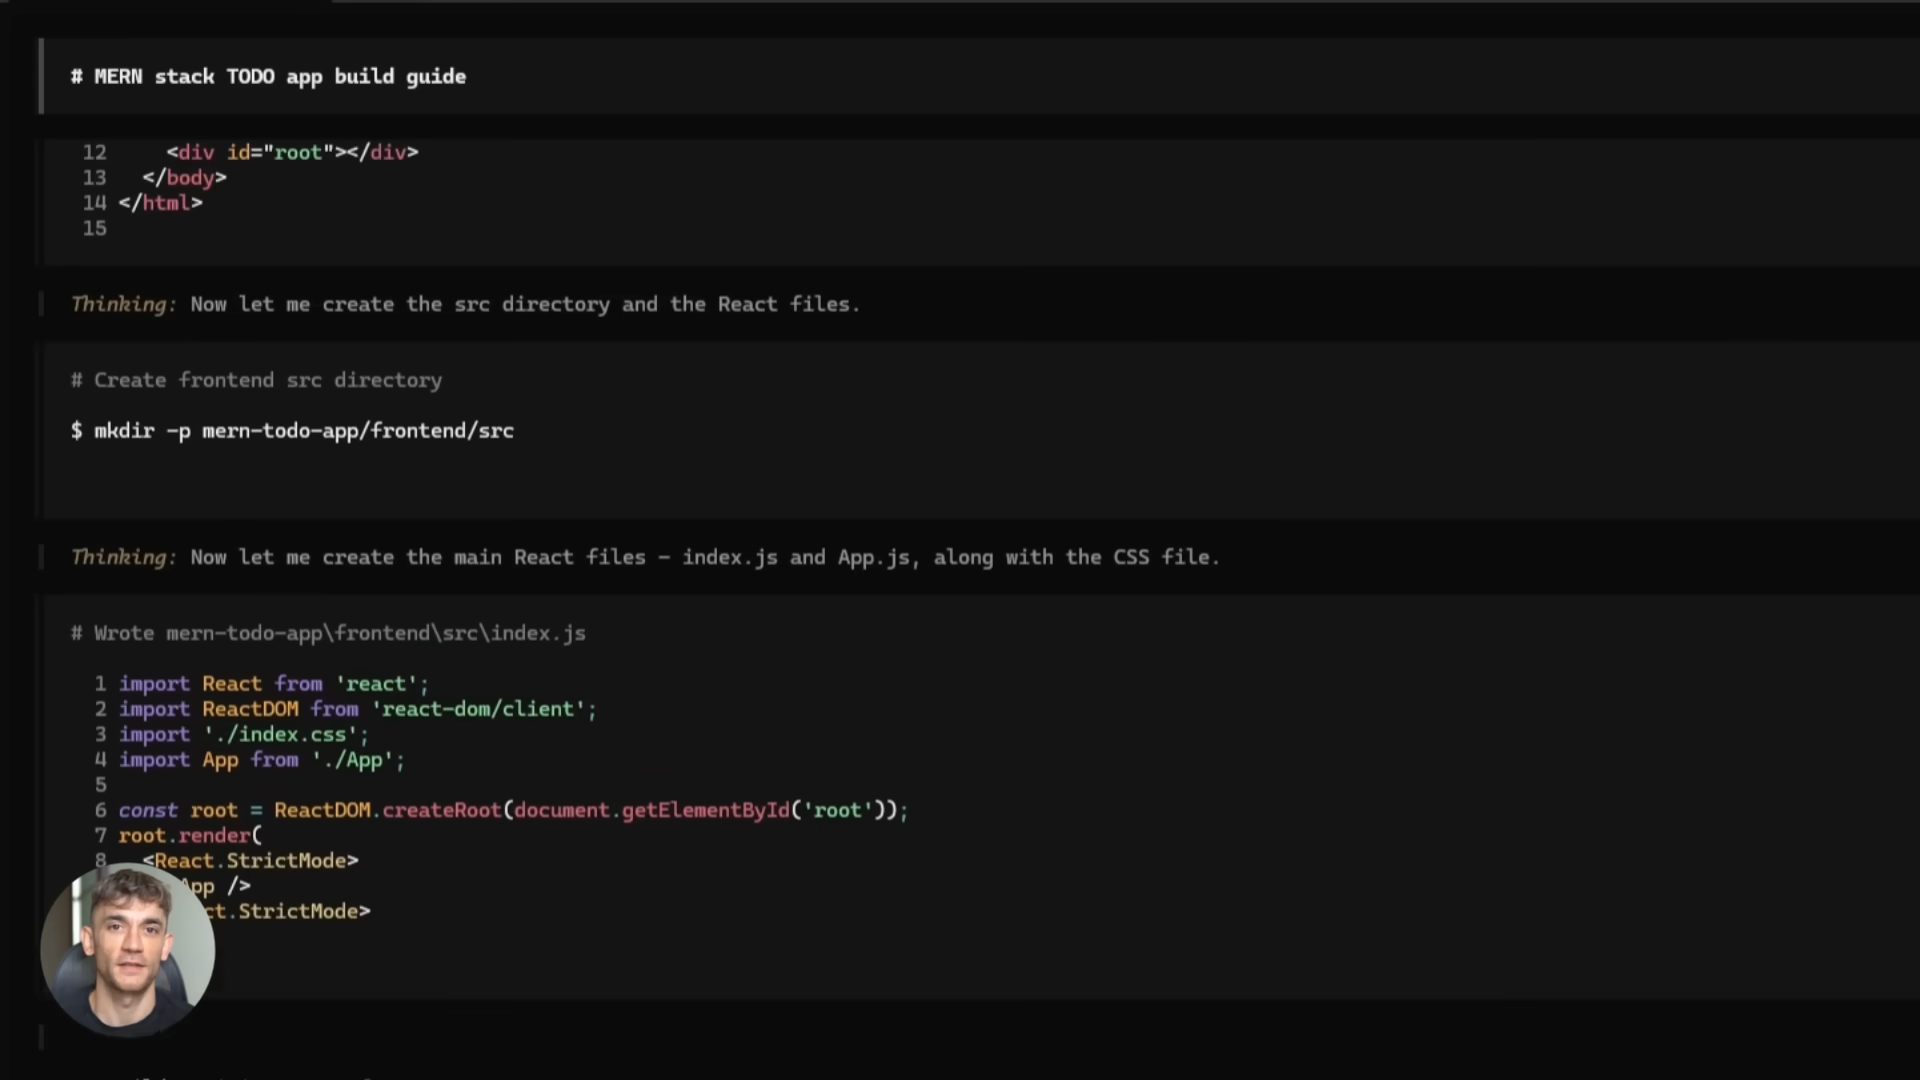 # MERN stack TODO app build guide
12     <div id="root"></div>
13   </body>
14 </html>
15
Thinking: Now let me create the src directory and the React files.
# Create frontend src directory
$ mkdir -p mern-todo-app/frontend/src
Thinking: Now let me create the main React files - index.js and App.js, along with the CSS file.
# Wrote mern-todo-app\frontend\src\index.js
1 import React from 'react';
2 import ReactDOM from 'react-dom/client';
3 import './index.css';
4 import App from './App';
5
6 const root = ReactDOM.createRoot(document.getElementById('root'));
7 root.render(
8   <React.StrictMode>
App />
.StrictMode>